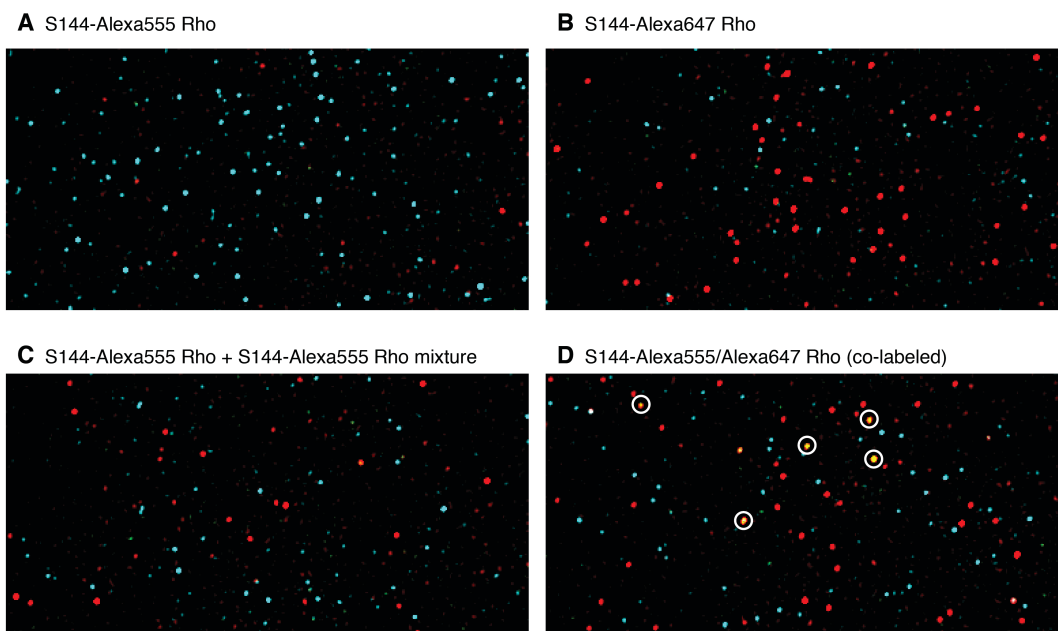 A S144-Alexa555 Rho
B S144-Alexa647 Rho
C S144-Alexa555 Rho + S144-Alexa555 Rho mixture
D S144-Alexa555/Alexa647 Rho (co-labeled)